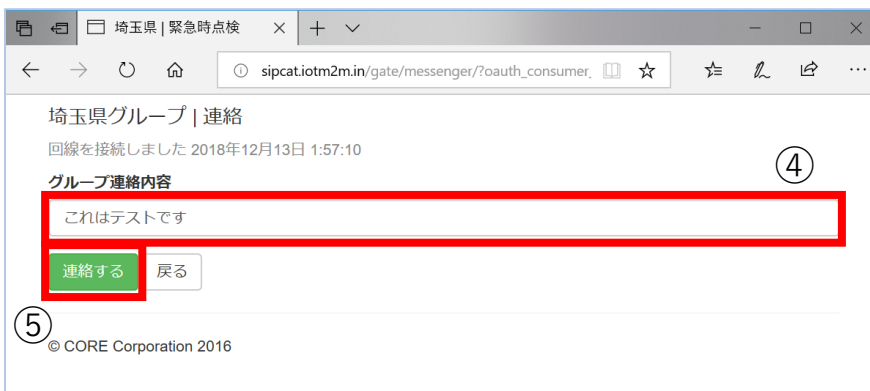 埼玉県 | 緊急時点検
sipcat.iotm2m.in/gate/messenger/?oauth_consumer_
埼玉県グループ | 連絡
回線を接続しました 2018年12月13日 1:57:10
④
グループ連絡内容
これはテストです
連絡する 戻る
⑤
© CORE Corporation 2016